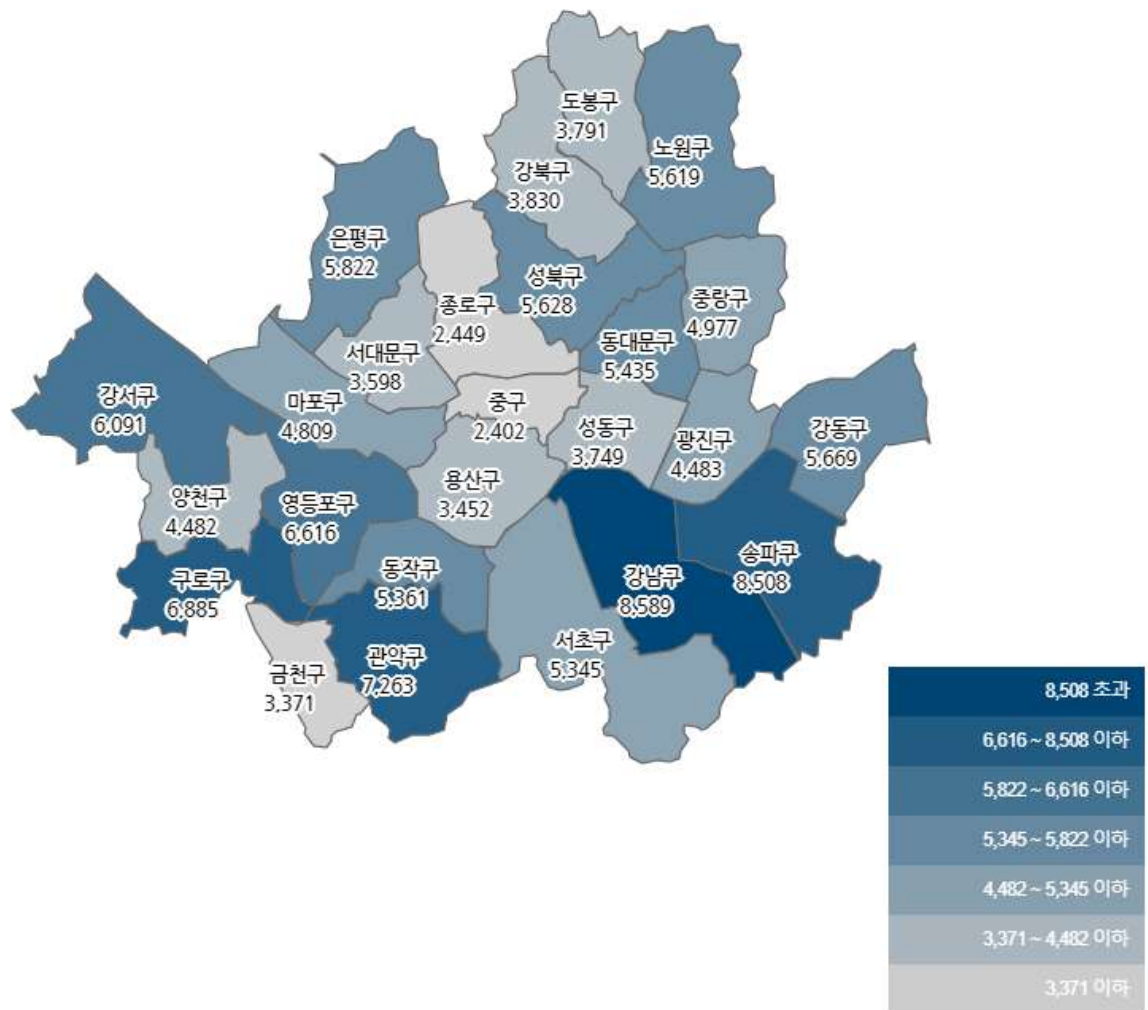 도봉구
3,791
노원구
5,619
강북구
3,830
은평구
5,822
성북구
5,628
중랑구
4,977
종로구
2,449
동대문구
5,435
서대문구
3,598
강서구
6,091
마포구
4,809
중구
2,402
성동구
3,749
광진구
4,483
강동구
5,669
양천구
4,482
영등포구
6,616
용산구
3,452
송파구
8,508
구로구
6,885
동작구
5,361
강남구
8,589
서초구
5,345
관악구
7,263
금천구
3,371
8,508 초과
6,616 ~ 8,508 이하
5,822 ~ 6,616 이하
5,345 ~ 5,822 이하
4,482 ~ 5,345 이하
3,371 ~ 4,482 이하
3,371 이하